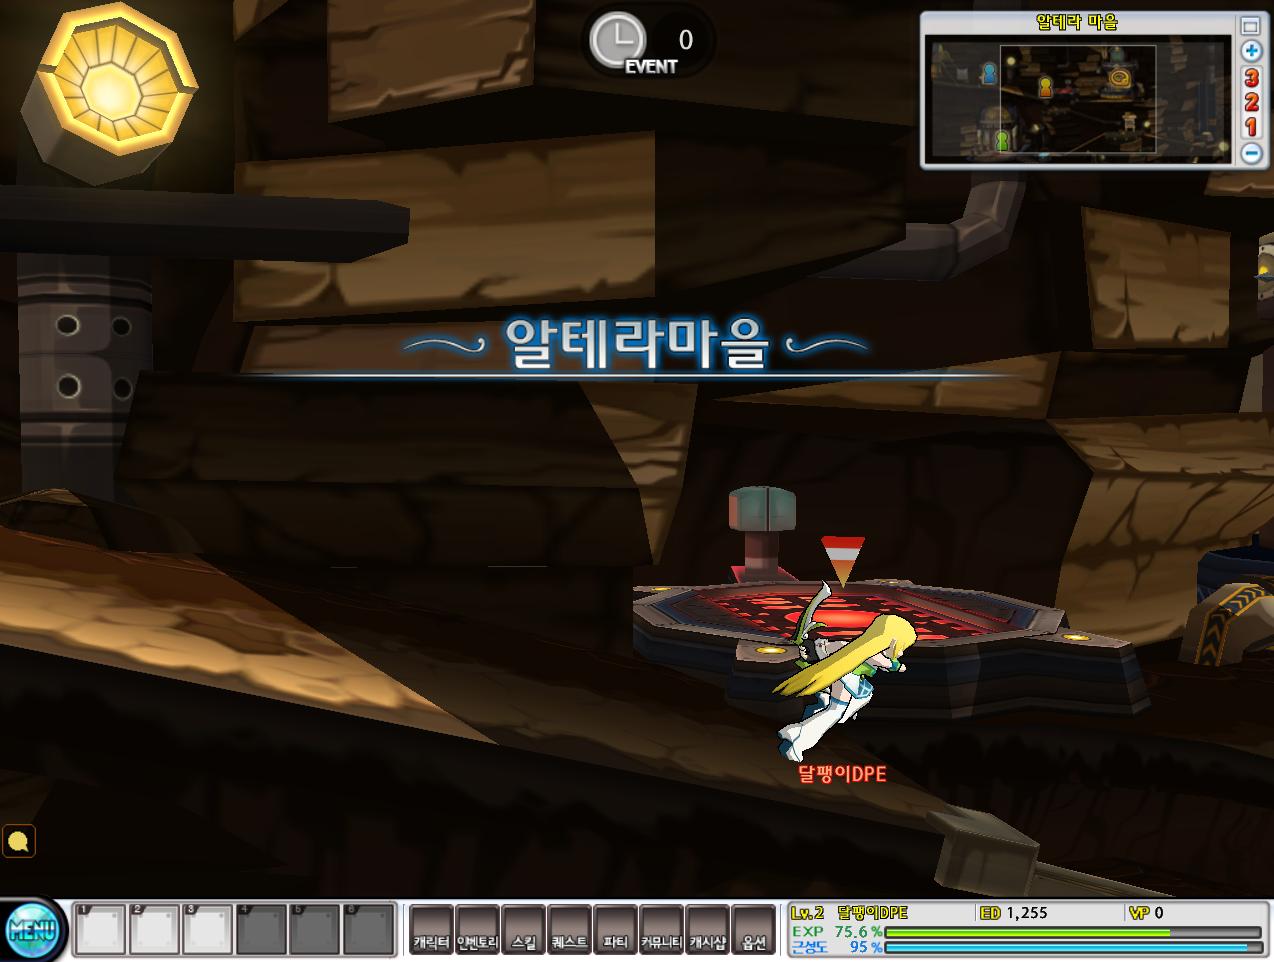 0
EVENT
알테라 마을
3
2
1
알테라마을
달팽이DPE
MENU
1 2 3 4 5 6
캐릭터 인벤토리 스킬 퀘스트 파티 커뮤니티 캐시샵 옵션
Lv.2 달팽이DPE ED 1,255 VP 0
EXP 75.6 %
근성도 95 %